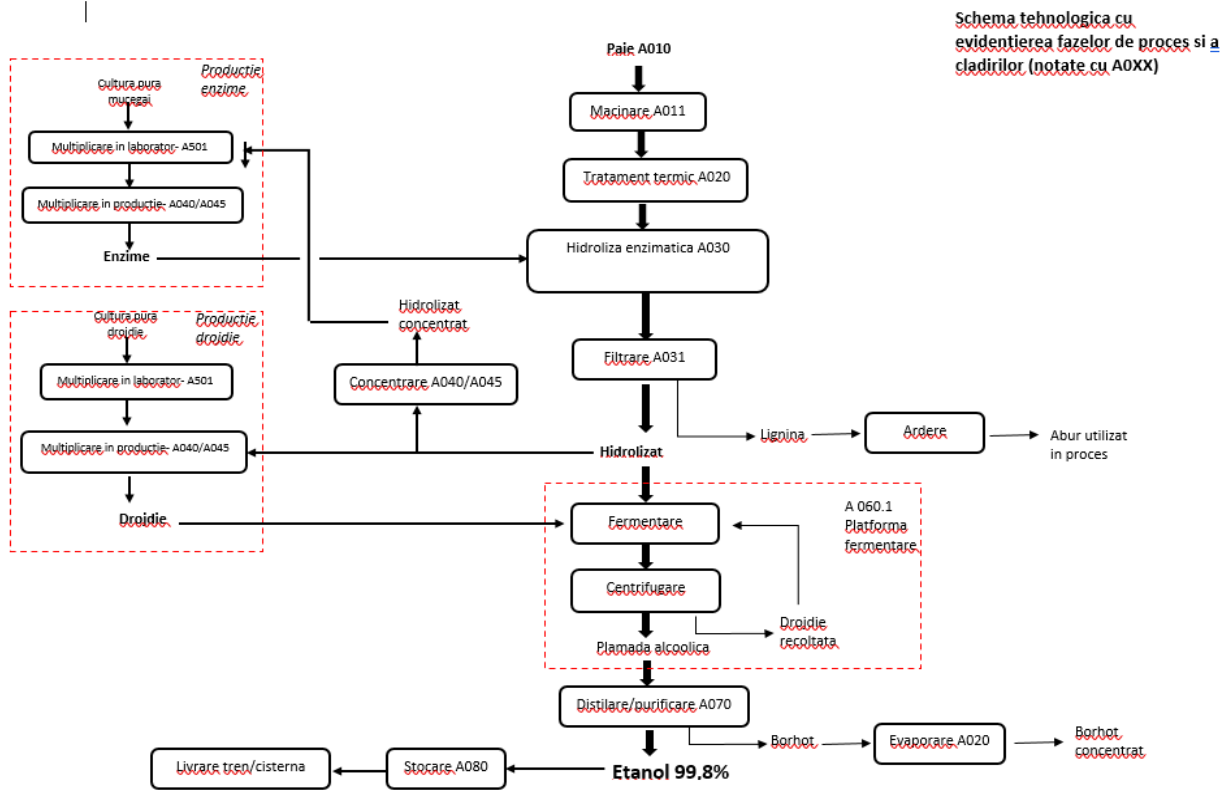 Schema tehnologica cu
evidentierea fazelor de proces si a
cladirilor (notate cu A0XX)
Paie A010
Macinare A011
Tratament termic A020
Hidroliza enzimatica A030
Filtrare A031
Hidrolizat
Productie
enzime
Cultura pura
mucegai
Multiplicare in laborator- A501
Multiplicare in productie- A040/A045
Enzime
Productie
droidie
Cultura pura
droidie
Multiplicare in laborator- A501
Multiplicare in productie- A040/A045
Drojdie
Hidrolizat
concentrat
Concentrare A040/A045
Lignina
Ardere
Abur utilizat
in proces
A 060.1
Platforma
fermentare
Fermentare
Centrifugare
Droidie
recoltata
Plamada alcoolica
Distilare/purificare A070
Borhot
Evaporare A020
Borhot
concentrat
Etanol 99,8%
Stocare A080
Livrare tren/cisterna